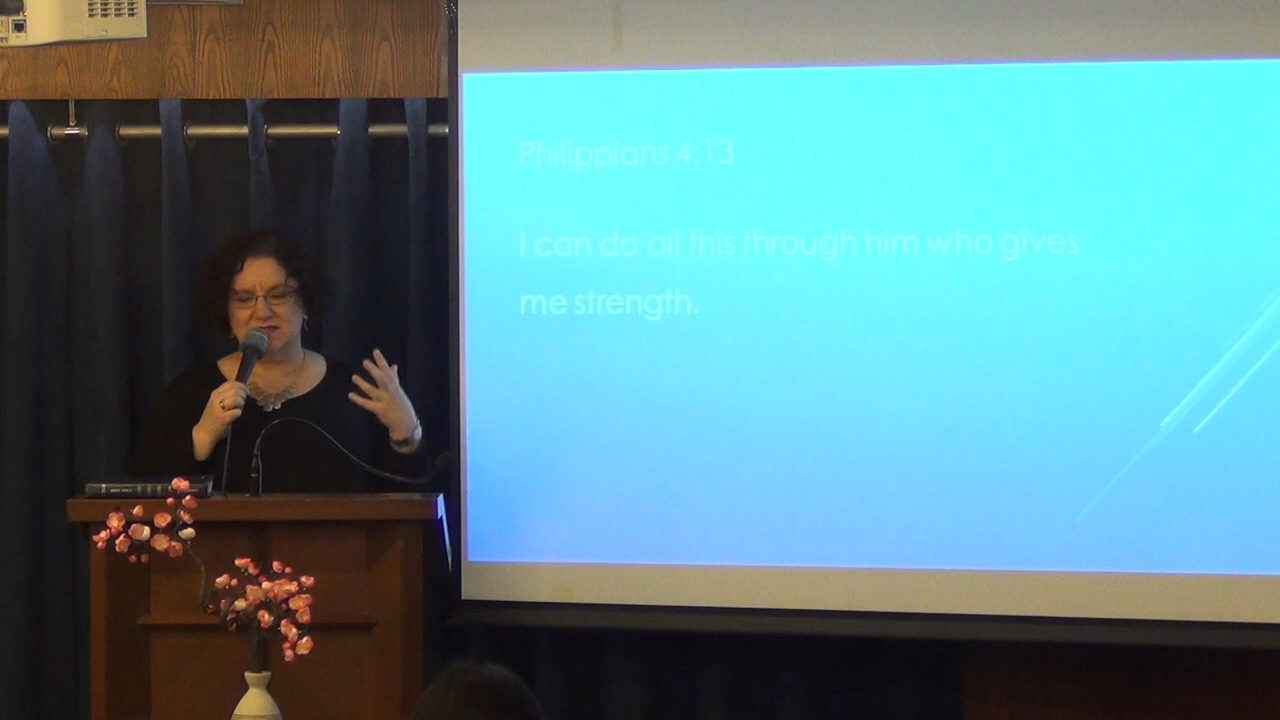 Philippians 4:13
I can do all this through him who gives
me strength.